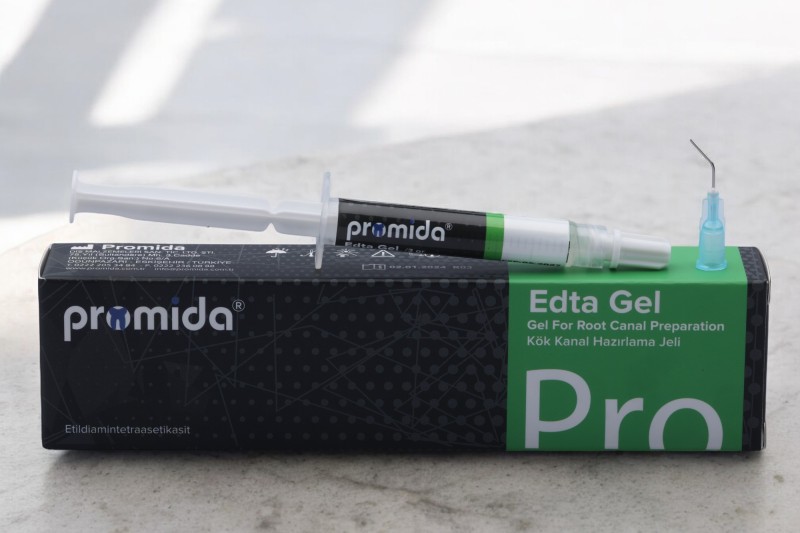 promida®
Edta Gel
Promida
promida®
Edta Gel
Gel For Root Canal Preparation
Kök Kanal Hazırlama Jeli
Pro
Etildiamintetraasetikasit